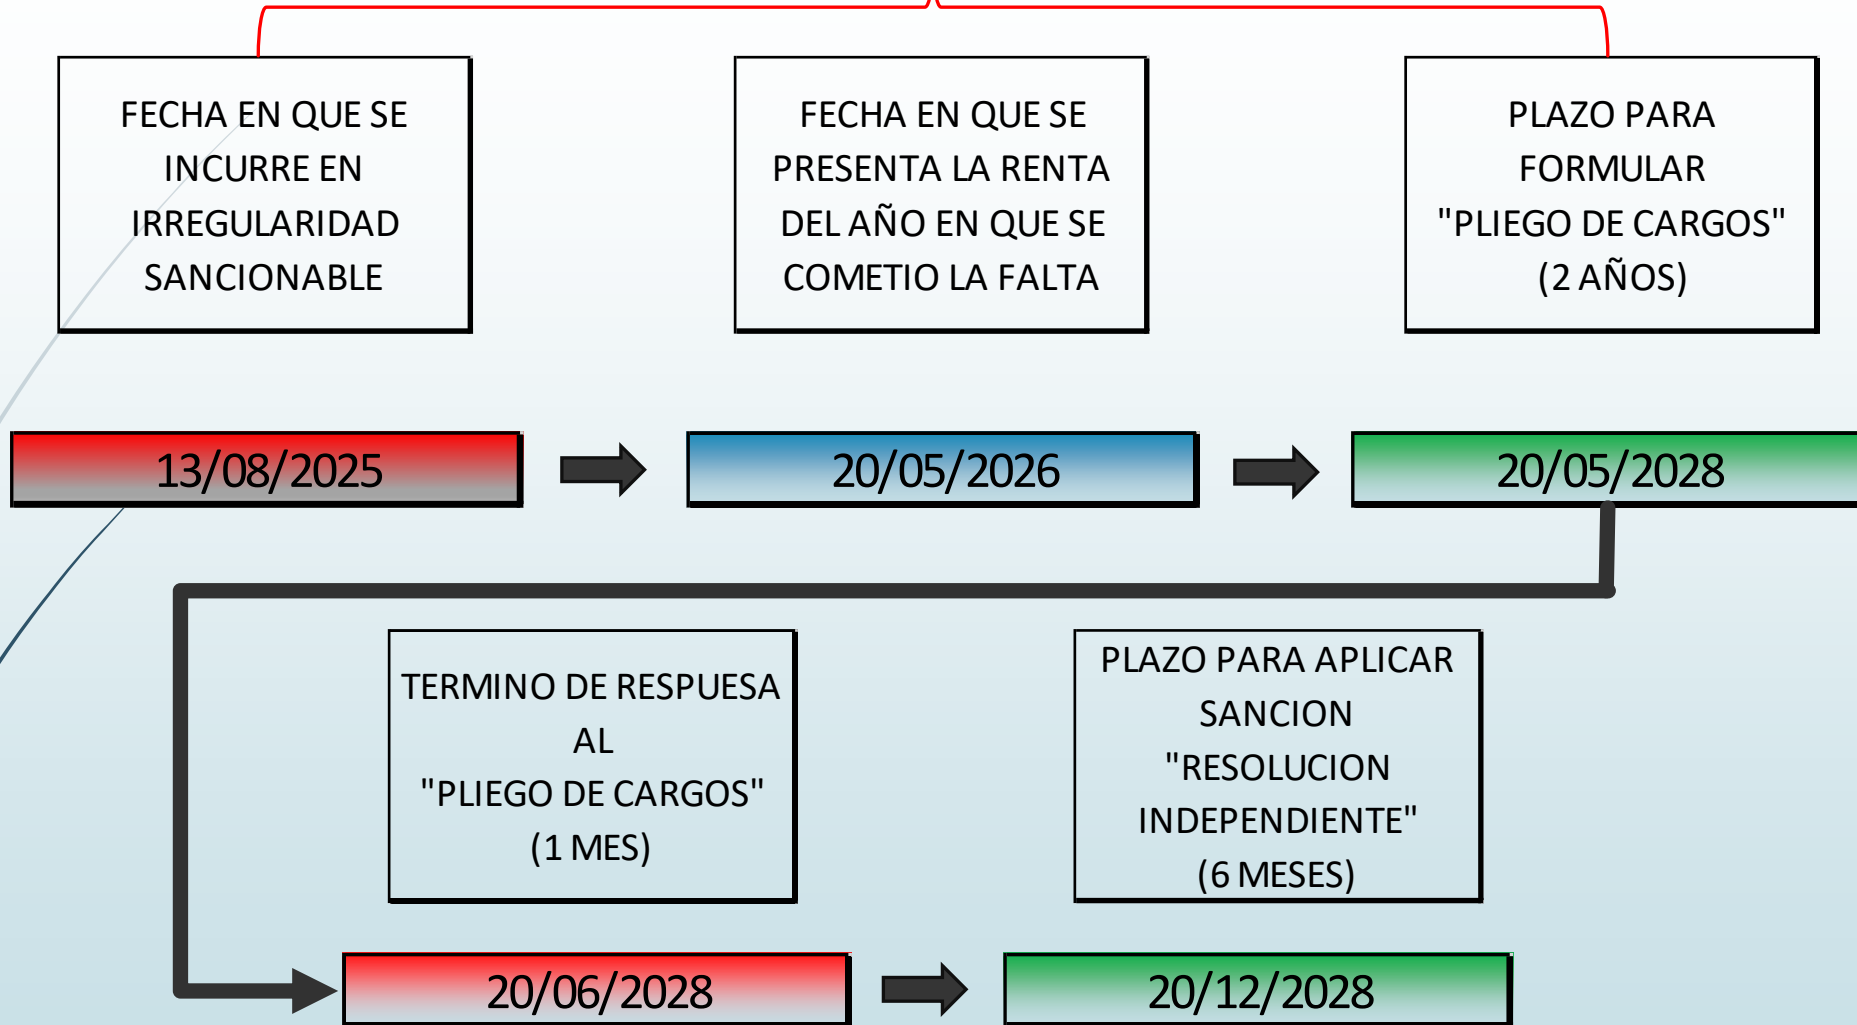 FECHA EN QUE SE
INCURRE EN
IRREGULARIDAD
SANCIONABLE
FECHA EN QUE SE
PRESENTA LA RENTA
DEL AÑO EN QUE SE
COMETIO LA FALTA
PLAZO PARA
FORMULAR
"PLIEGO DE CARGOS"
(2 AÑOS)
13/08/2025
20/05/2026
20/05/2028
TERMINO DE RESPUESA
AL
"PLIEGO DE CARGOS"
(1 MES)
PLAZO PARA APLICAR
SANCION
"RESOLUCION
INDEPENDIENTE"
(6 MESES)
20/06/2028
20/12/2028